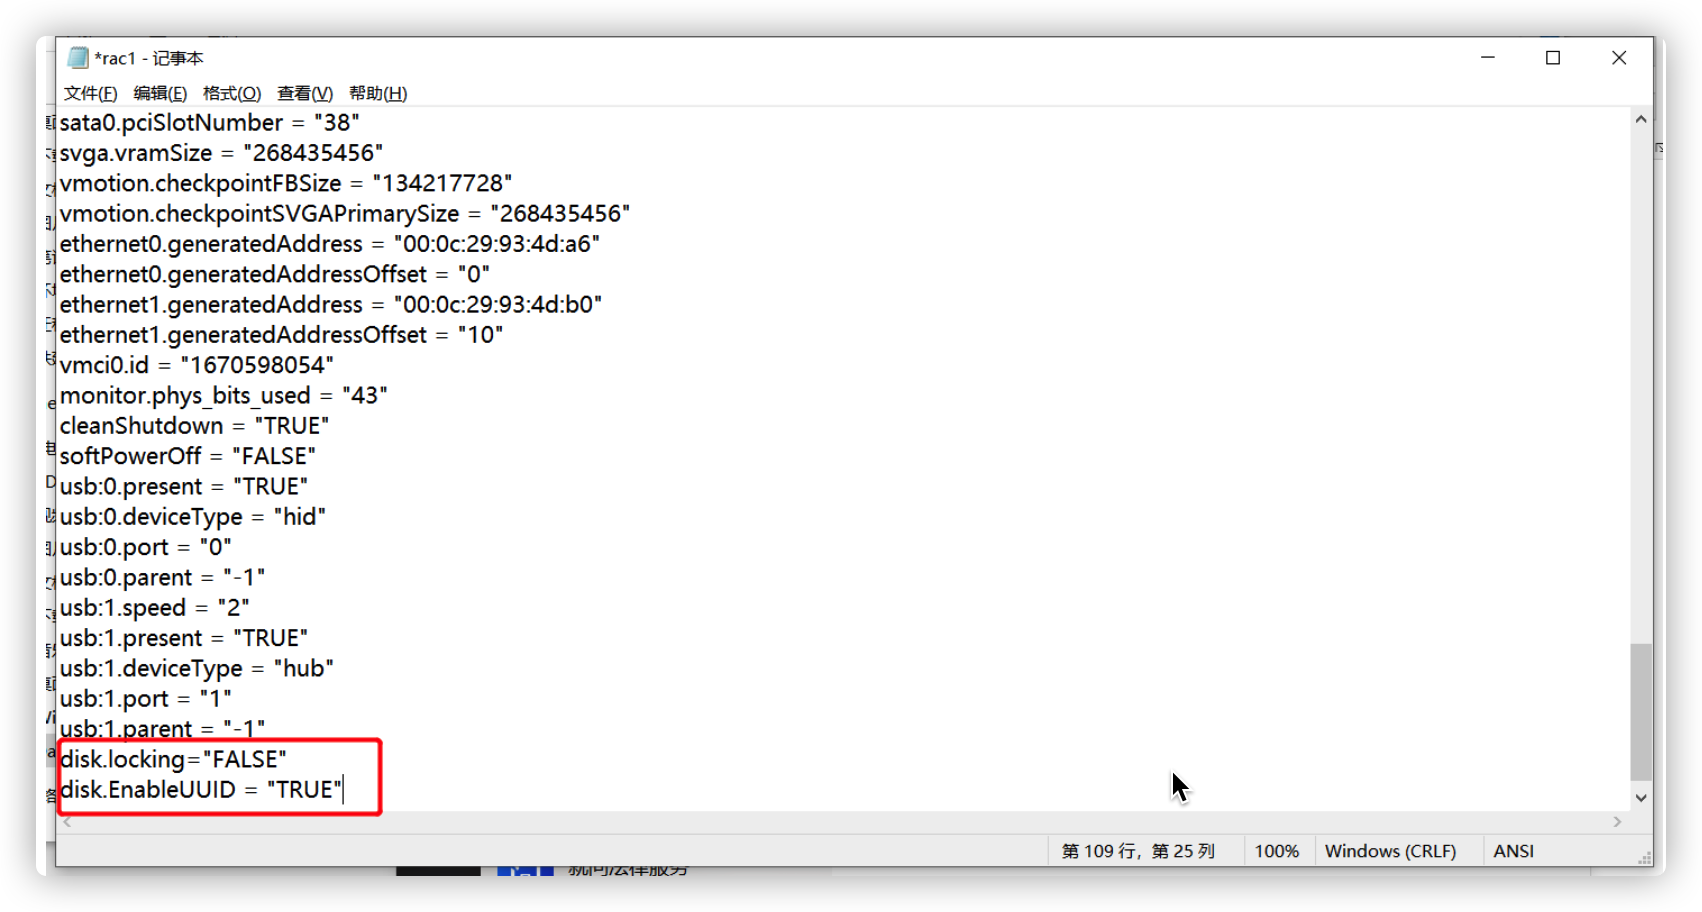 *rac1 - 记事本
文件(F) 编辑(E) 格式(O) 查看(V) 帮助(H)
sata0.pciSlotNumber = "38"
svga.vramSize = "268435456"
vmotion.checkpointFBSize = "134217728"
vmotion.checkpointSVGAPrimarySize = "268435456"
ethernet0.generatedAddress = "00:0c:29:93:4d:a6"
ethernet0.generatedAddressOffset = "0"
ethernet1.generatedAddress = "00:0c:29:93:4d:b0"
ethernet1.generatedAddressOffset = "10"
vmci0.id = "1670598054"
monitor.phys_bits_used = "43"
cleanShutdown = "TRUE"
softPowerOff = "FALSE"
usb:0.present = "TRUE"
usb:0.deviceType = "hid"
usb:0.port = "0"
usb:0.parent = "-1"
usb:1.speed = "2"
usb:1.present = "TRUE"
usb:1.deviceType = "hub"
usb:1.port = "1"
usb:1.parent = "-1"
disk.locking="FALSE"
disk.EnableUUID = "TRUE"
第 109 行，第 25 列 100% Windows (CRLF) ANSI